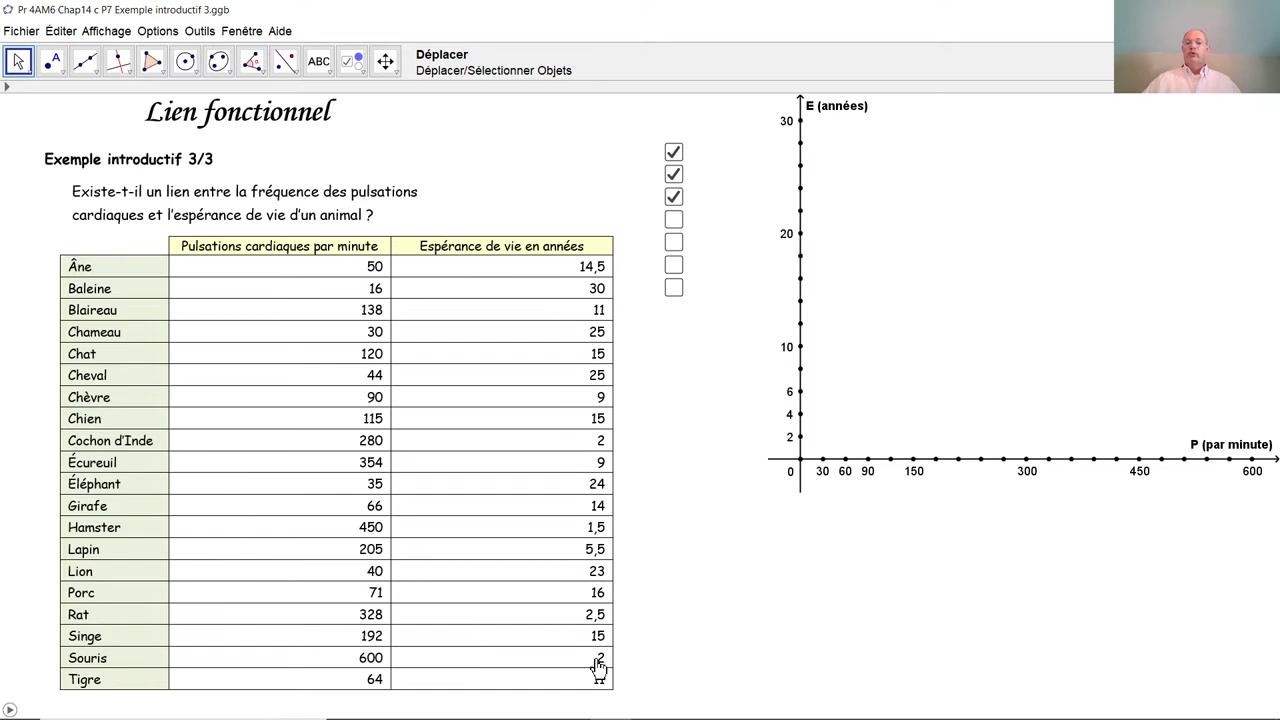 Pr 4AM6 Chap14 c P7 Exemple introductif 3.ggb
Fichier Éditer Affichage Options Outils Fenêtre Aide
A ABC
Déplacer
Déplacer/Sélectionner Objets
Lien fonctionnel
Exemple introductif 3/3
Existe-t-il un lien entre la fréquence des pulsations
cardiaques et l'espérance de vie d'un animal ?
Pulsations cardiaques par minute Espérance de vie en années
Âne 50 14,5
Baleine 16 30
Blaireau 138 11
Chameau 30 25
Chat 120 15
Cheval 44 25
Chèvre 90 9
Chien 115 15
Cochon d'Inde 280 2
Écureuil 354 9
Éléphant 35 24
Girafe 66 14
Hamster 450 1,5
Lapin 205 5,5
Lion 40 23
Porc 71 16
Rat 328 2,5
Singe 192 15
Souris 600 2
Tigre 64
E (années)
30
20
10
6
4
2
P (par minute)
0 30 60 90 150 300 450 600